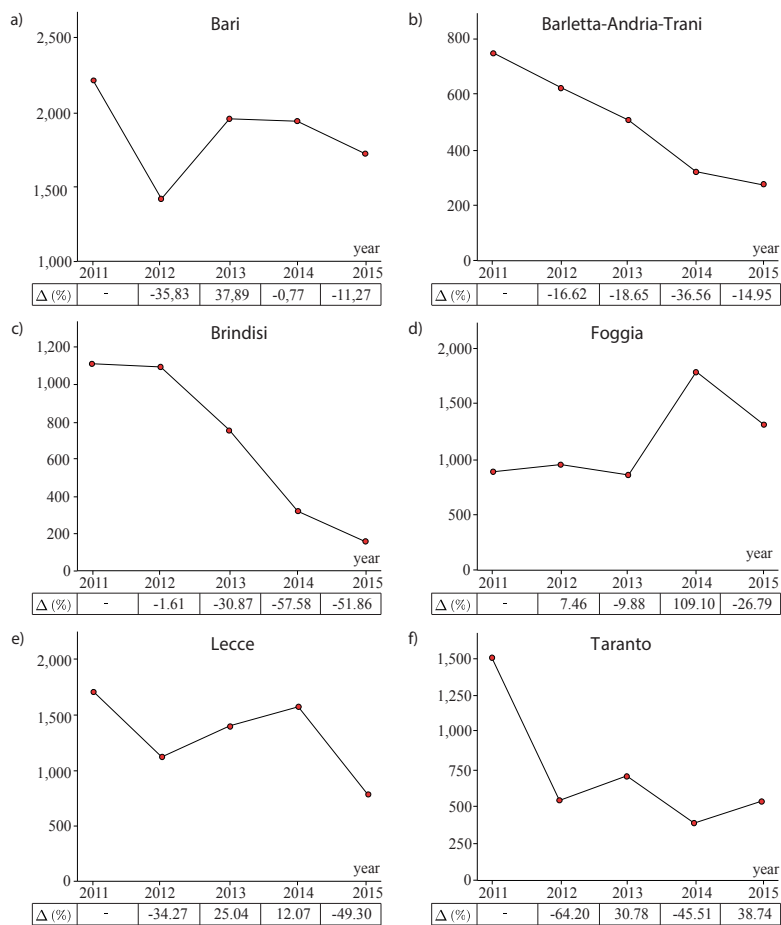 a) Bari
2,500
2,000
1,500
1,000
year
2011 2012 2013 2014 2015
Δ (%) - -35,83 37,89 -0,77 -11,27
b) Barletta-Andria-Trani
800
600
400
200
0
year
2011 2012 2013 2014 2015
Δ (%) - -16.62 -18.65 -36.56 -14.95
c) Brindisi
1,200
1,000
800
600
400
200
0
year
2011 2012 2013 2014 2015
Δ (%) - -1.61 -30.87 -57.58 -51.86
d) Foggia
2,000
1,500
1,000
500
0
year
2011 2012 2013 2014 2015
Δ (%) - 7.46 -9.88 109.10 -26.79
e) Lecce
2,000
1,500
1,000
500
0
year
2011 2012 2013 2014 2015
Δ (%) - -34.27 25.04 12.07 -49.30
f) Taranto
1,500
1,250
1,000
750
500
250
0
year
2011 2012 2013 2014 2015
Δ (%) - -64.20 30.78 -45.51 38.74